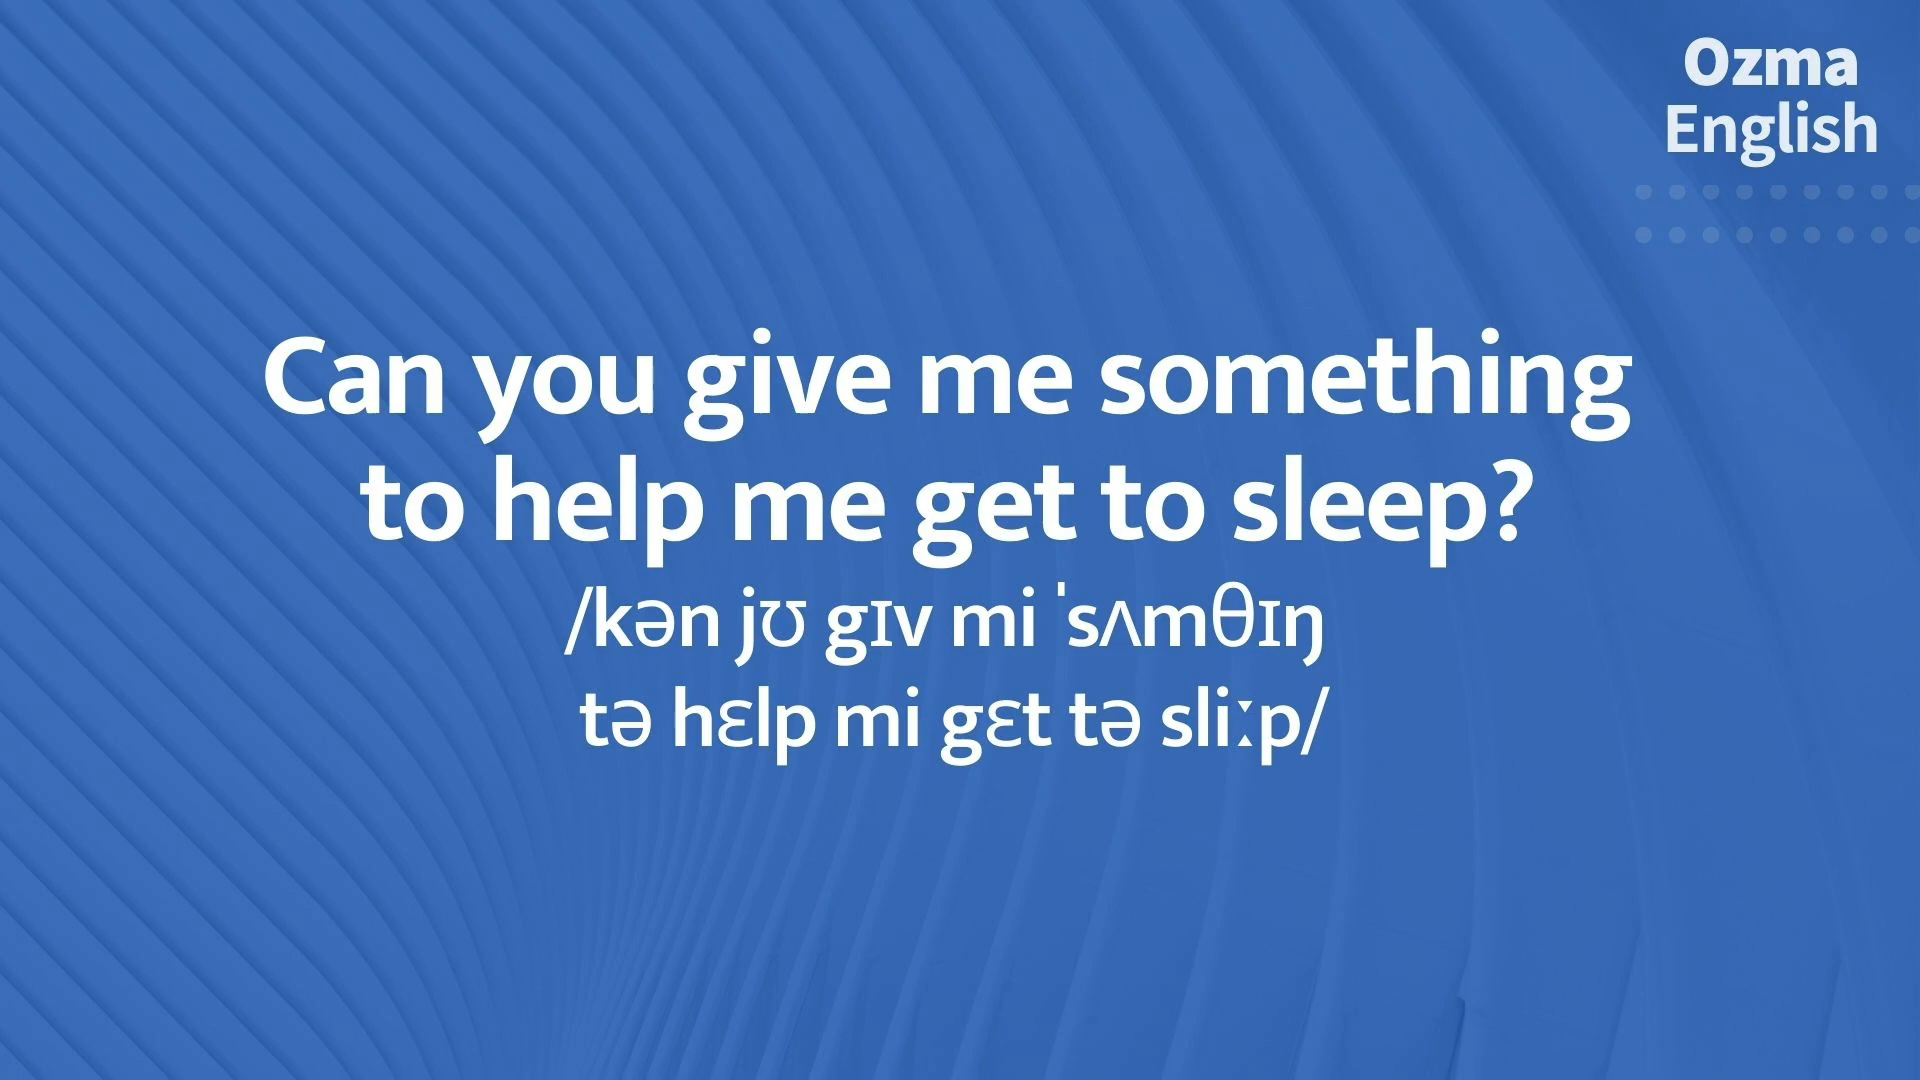 Ozma
English
Can you give me something
to help me get to sleep?
/kən jʊ gɪv mi ˈsʌmθɪŋ
tə hɛlp mi gɛt tə sliːp/